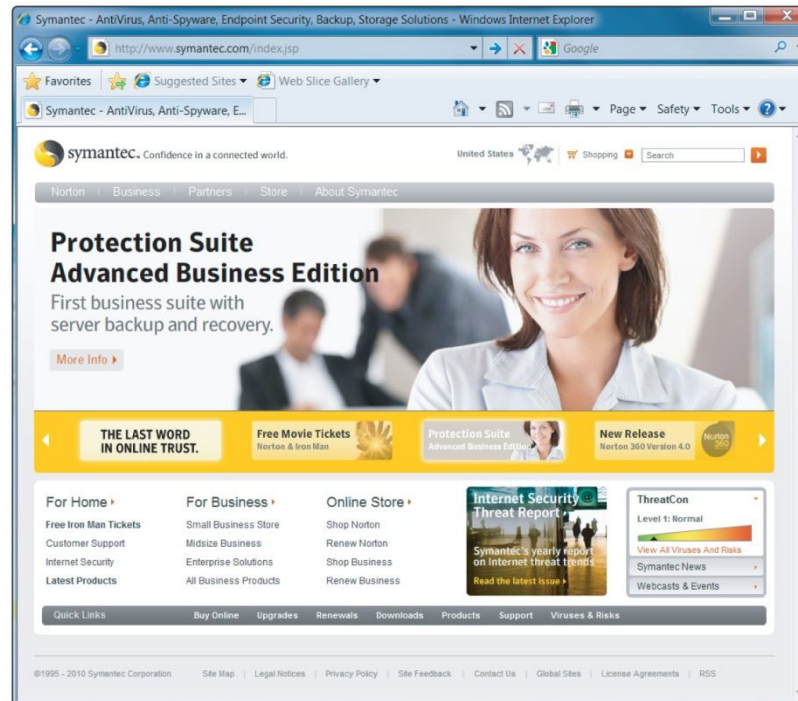 Symantec - AntiVirus, Anti-Spyware, Endpoint Security, Backup, Storage Solutions - Windows Internet Explorer
http://www.symantec.com/index.jsp
Google
Favorites
Suggested Sites
Web Slice Gallery
Symantec - AntiVirus, Anti-Spyware, E...
Page
Safety
Tools
symantec. Confidence in a connected world.
United States
Shopping
Search
Norton
Business
Partners
Store
About Symantec
Protection Suite
Advanced Business Edition
First business suite with
server backup and recovery.
More Info
THE LAST WORD
IN ONLINE TRUST.
Free Movie Tickets
Norton & Iron Man
Protection Suite
Advanced Business Edition
New Release
Norton 360 Version 4.0
Norton
360
For Home
Free Iron Man Tickets
Customer Support
Internet Security
Latest Products
For Business
Small Business Store
Midsize Business
Enterprise Solutions
All Business Products
Online Store
Shop Norton
Renew Norton
Shop Business
Renew Business
Internet Security
Threat Report
Symantec's yearly report
on Internet threat trends
Read the latest issue
ThreatCon
Level 1: Normal
View All Viruses And Risks
Symantec News
Webcasts & Events
Quick Links
Buy Online
Upgrades
Renewals
Downloads
Products
Support
Viruses & Risks
©1995 - 2010 Symantec Corporation
Site Map | Legal Notices | Privacy Policy | Site Feedback | Contact Us | Global Sites | License Agreements | RSS